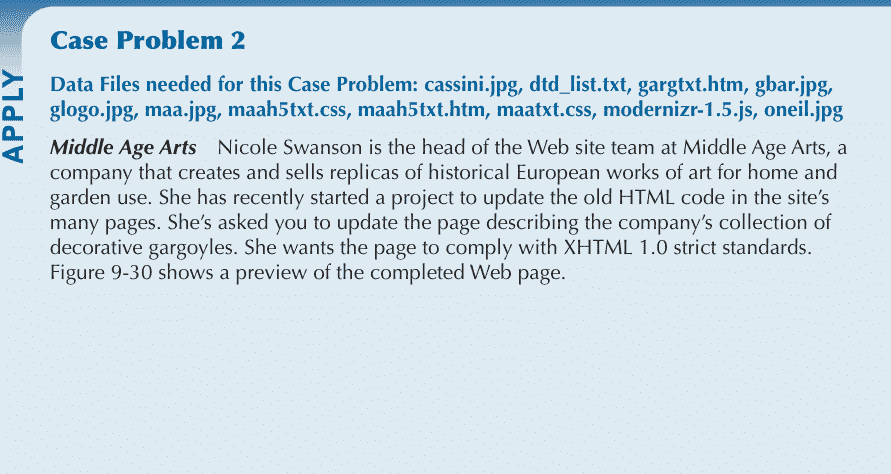 APPLY
Case Problem 2
Data Files needed for this Case Problem: cassini.jpg, dtd_list.txt, gargtxt.htm, gbar.jpg,
glogo.jpg, maa.jpg, maah5txt.css, maah5txt.htm, maatxt.css, modernizr-1.5.js, oneil.jpg
Middle Age Arts Nicole Swanson is the head of the Web site team at Middle Age Arts, a
company that creates and sells replicas of historical European works of art for home and
garden use. She has recently started a project to update the old HTML code in the site's
many pages. She's asked you to update the page describing the company's collection of
decorative gargoyles. She wants the page to comply with XHTML 1.0 strict standards.
Figure 9-30 shows a preview of the completed Web page.